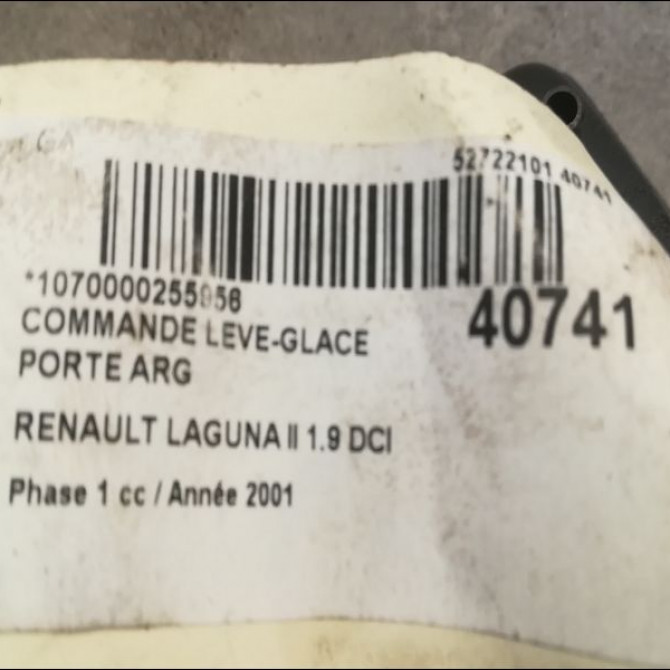 52722101 40741
*1070000255958
40741
COMMANDE LEVE-GLACE
PORTE ARG
RENAULT LAGUNA II 1.9 DCI
Phase 1 cc / Année 2001